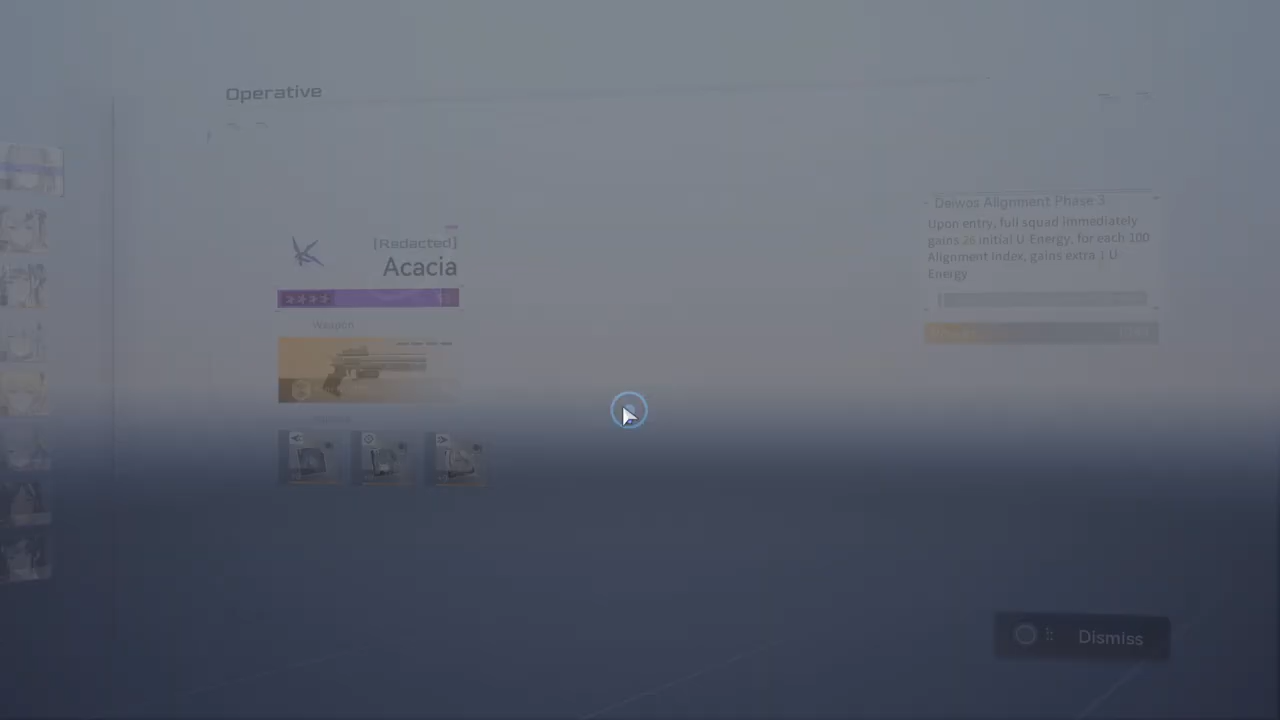 Operative
[Redacted]
Acacia
Weapon
Deiwos Alignment Phase 3
Upon entry, full squad immediately
gains 26 initial U Energy, for each 100
Alignment Index, gains extra 1 U
Energy
Dismiss